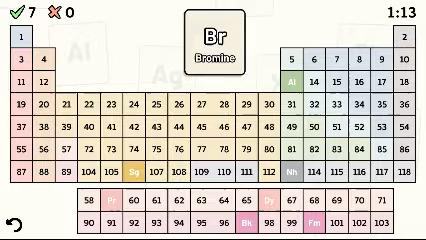 7 0 1:13
Br
Bromine
1 2
3 4 5 6 7 8 9 10
11 12 Al 14 15 16 17 18
19 20 21 22 23 24 25 26 27 28 29 30 31 32 33 34 35 36
37 38 39 40 41 42 43 44 45 46 47 48 49 50 51 52 53 54
55 56 57 72 73 74 75 76 77 78 79 80 81 82 83 84 85 86
87 88 89 104 105 Sg 107 108 109 110 111 112 Nh 114 115 116 117 118
58 Pr 60 61 62 63 64 65 Dy 67 68 69 70 71
90 91 92 93 94 95 96 Bk 98 99 Fm 101 102 103
Al
Ag